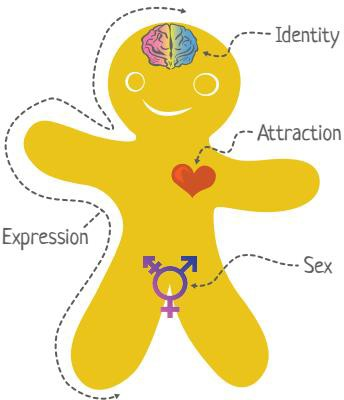 Identity
Attraction
Expression
Sex